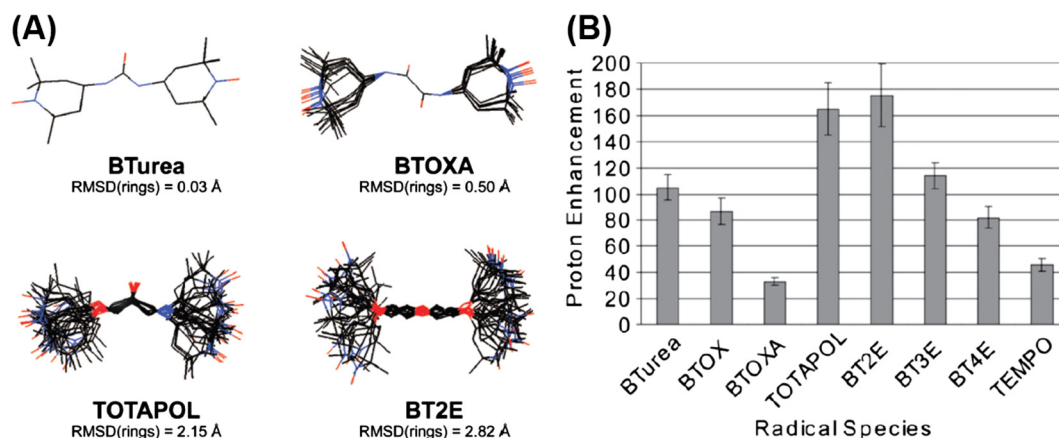 (A)
BTurea
RMSD(rings) = 0.03 Å
BTOXA
RMSD(rings) = 0.50 Å
TOTAPOL
RMSD(rings) = 2.15 Å
BT2E
RMSD(rings) = 2.82 Å
(B)
Proton Enhancement
200
180
160
140
120
100
80
60
40
20
0
BTurea
BTOX
BTOXA
TOTAPOL
BT2E
BT3E
BT4E
TEMPO
Radical Species